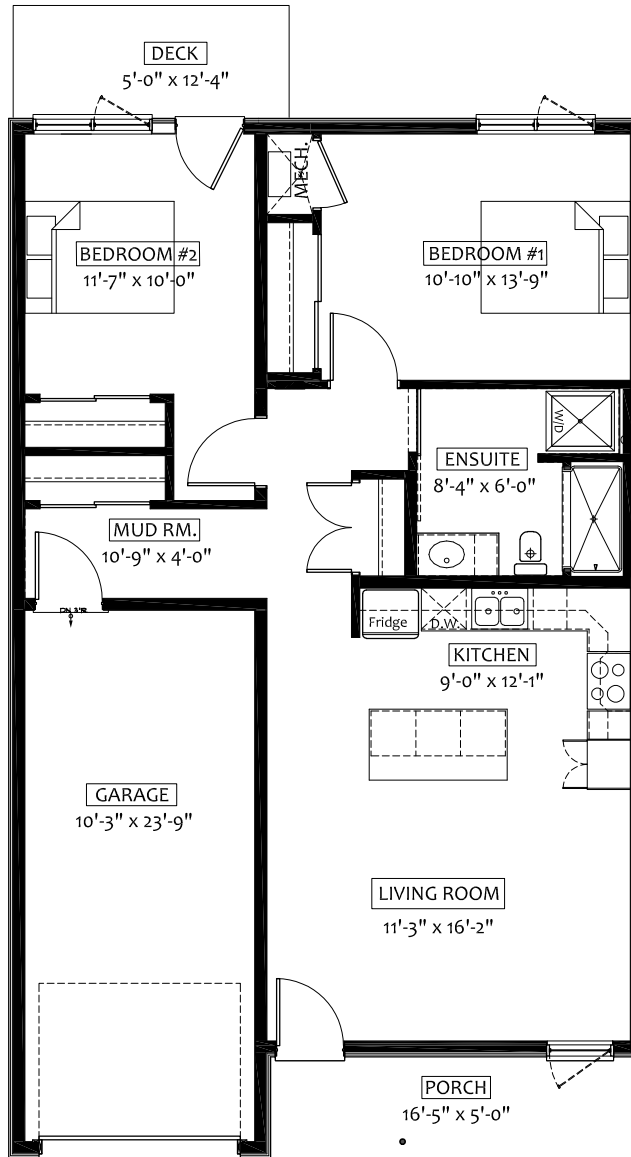 DECK
5'-0" x 12'-4"
MECH.
BEDROOM #2
11'-7" x 10'-0"
BEDROOM #1
10'-10" x 13'-9"
W/D
ENSUITE
8'-4" x 6'-0"
MUD RM.
10'-9" x 4'-0"
DN 3'R
Fridge
D.W.
KITCHEN
9'-0" x 12'-1"
GARAGE
10'-3" x 23'-9"
LIVING ROOM
11'-3" x 16'-2"
PORCH
16'-5" x 5'-0"